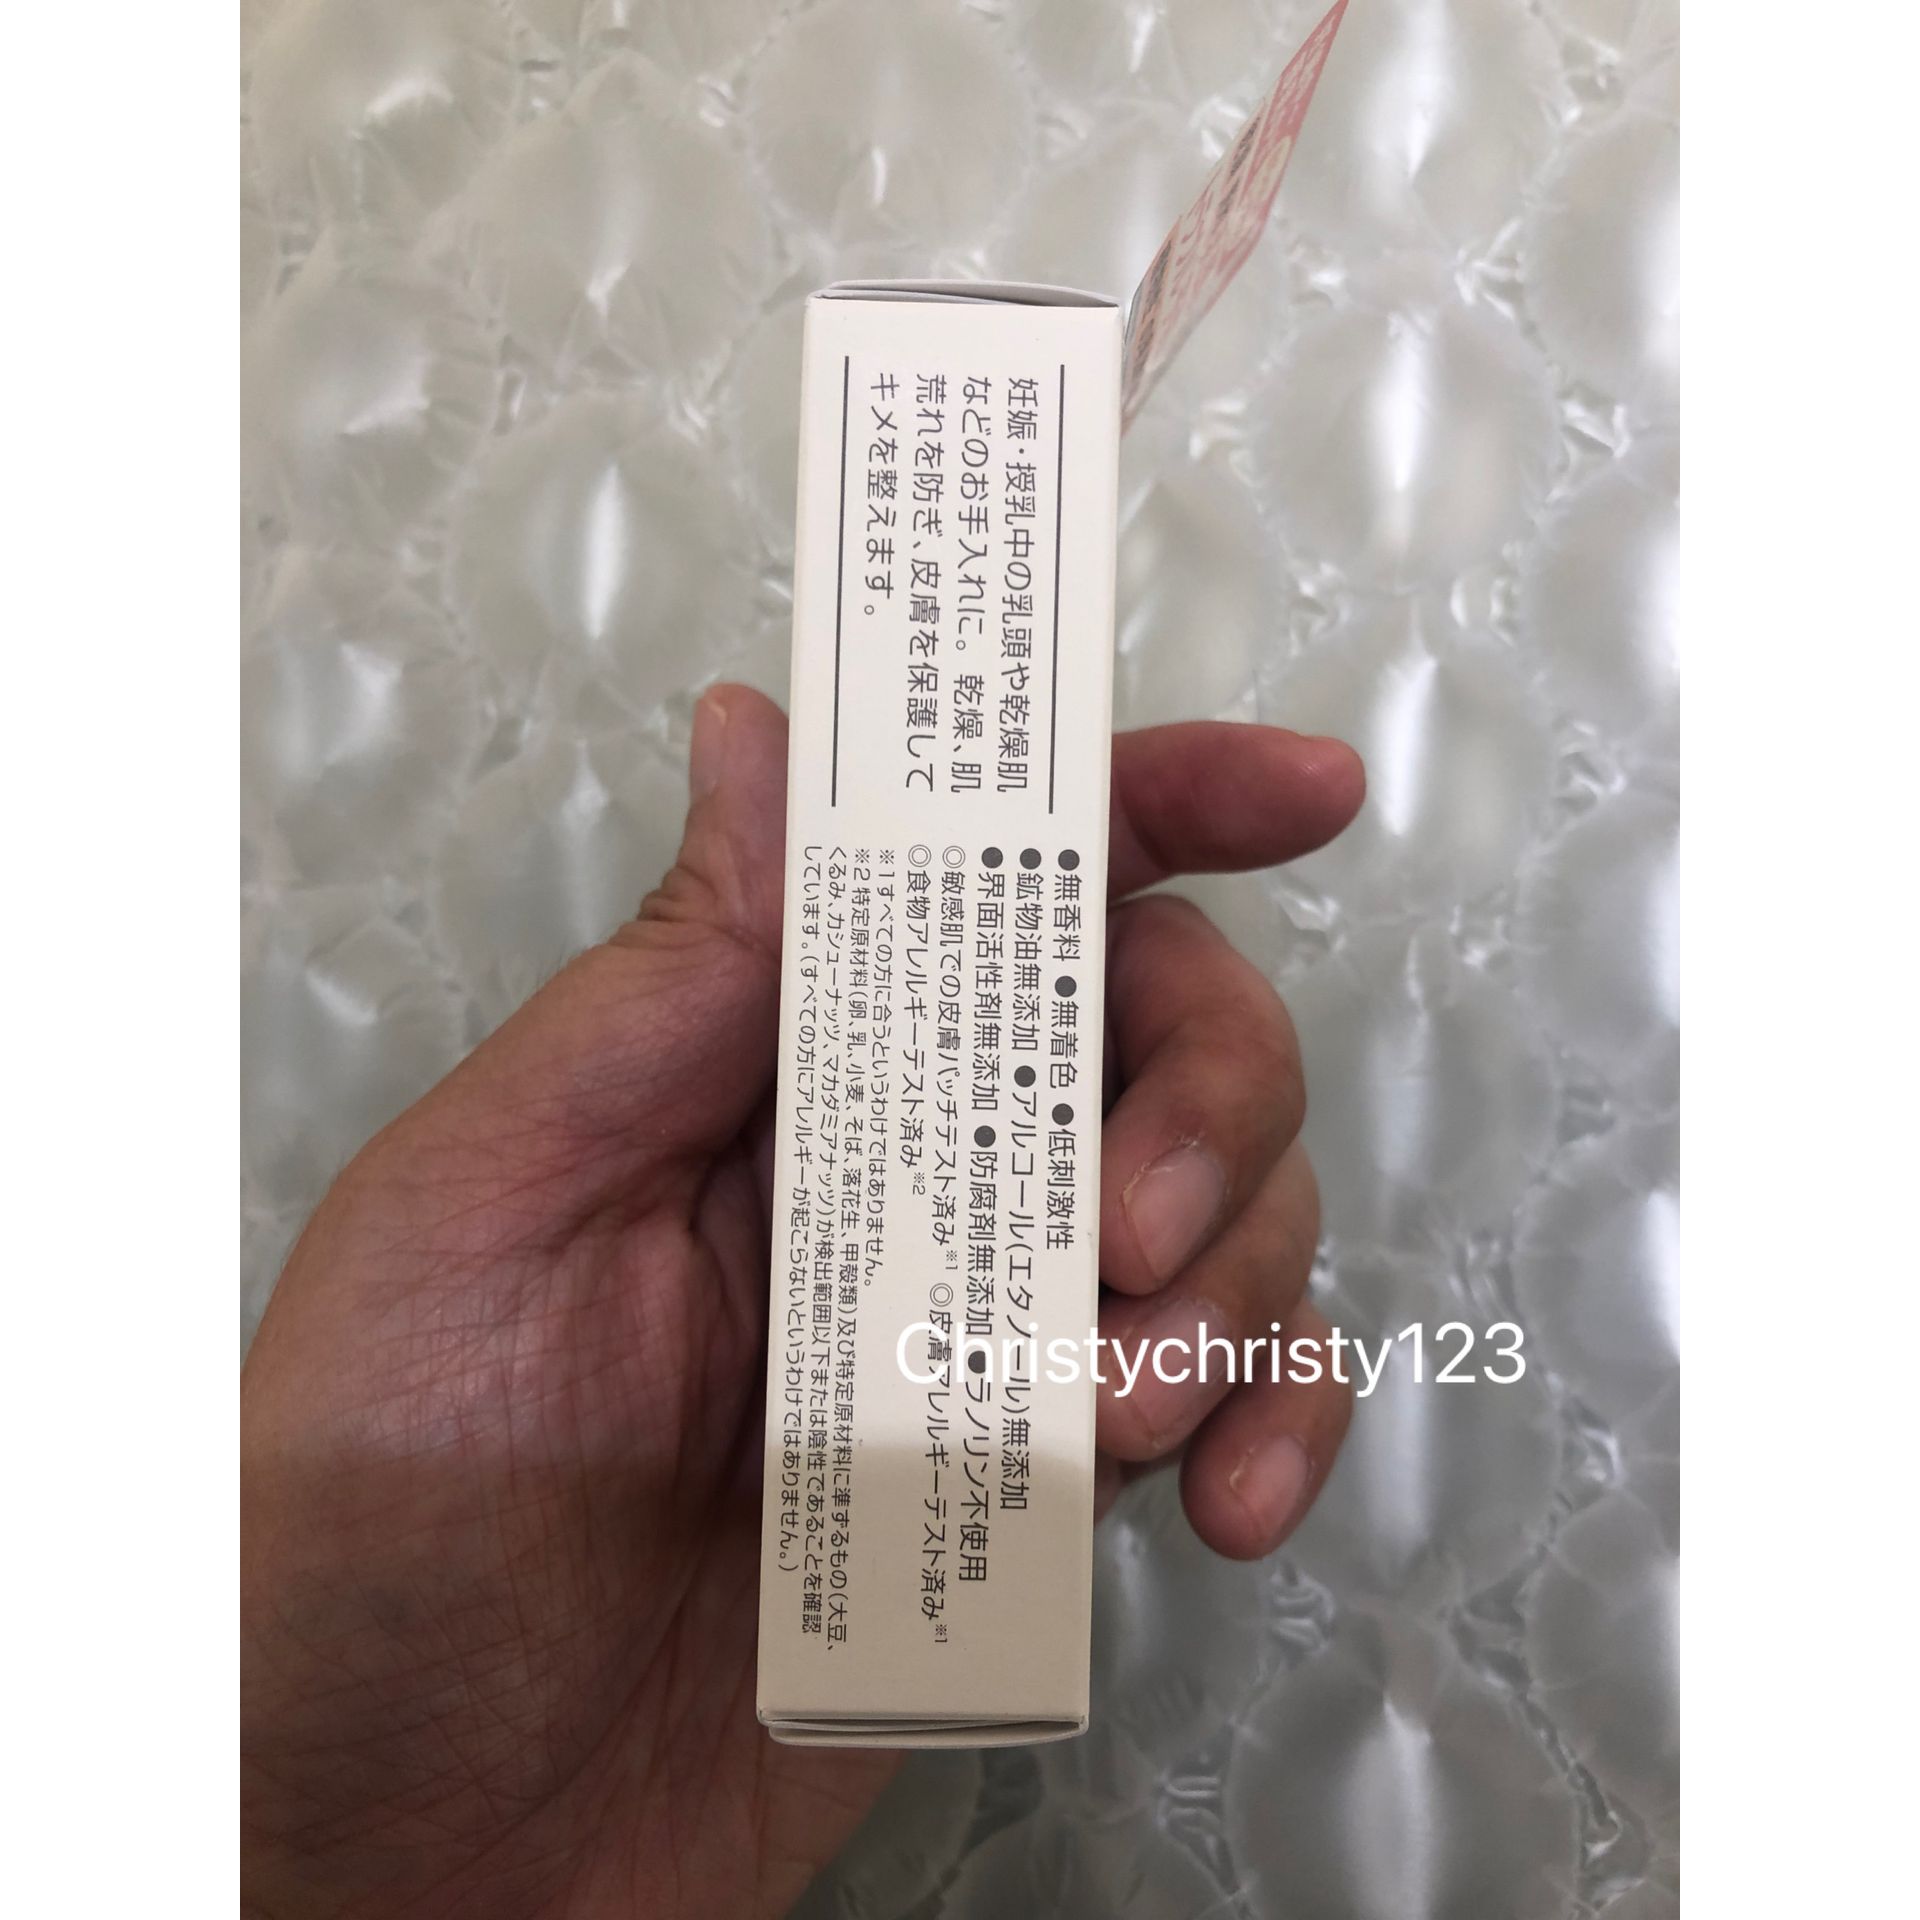 妊娠・授乳中の乳頭や乾燥肌
などのお手入れに。乾燥、肌
荒れを防ぎ、皮膚を保護して
キメを整えます。
●無香料 ●無着色 ●低刺激性
●鉱物油無添加 ●アルコール(エタノール)無添加
●界面活性剤無添加 ●防腐剤無添加 ●ラノリン不使用
◎敏感肌での皮膚パッチテスト済み※1 ◎皮膚アレルギーテスト済み※1
◎食物アレルギーテスト済み※2
※1すべての方に合うというわけではありません。
※2 特定原材料(卵、乳、小麦、そば、落花生、甲殻類)及び特定原材料に準ずるもの(大豆、
くるみ、カシューナッツ、マカダミアナッツ)が検出範囲以下または陰性であることを確認
しています。(すべての方にアレルギーが起こらないというわけではありません。)
Christychristy123